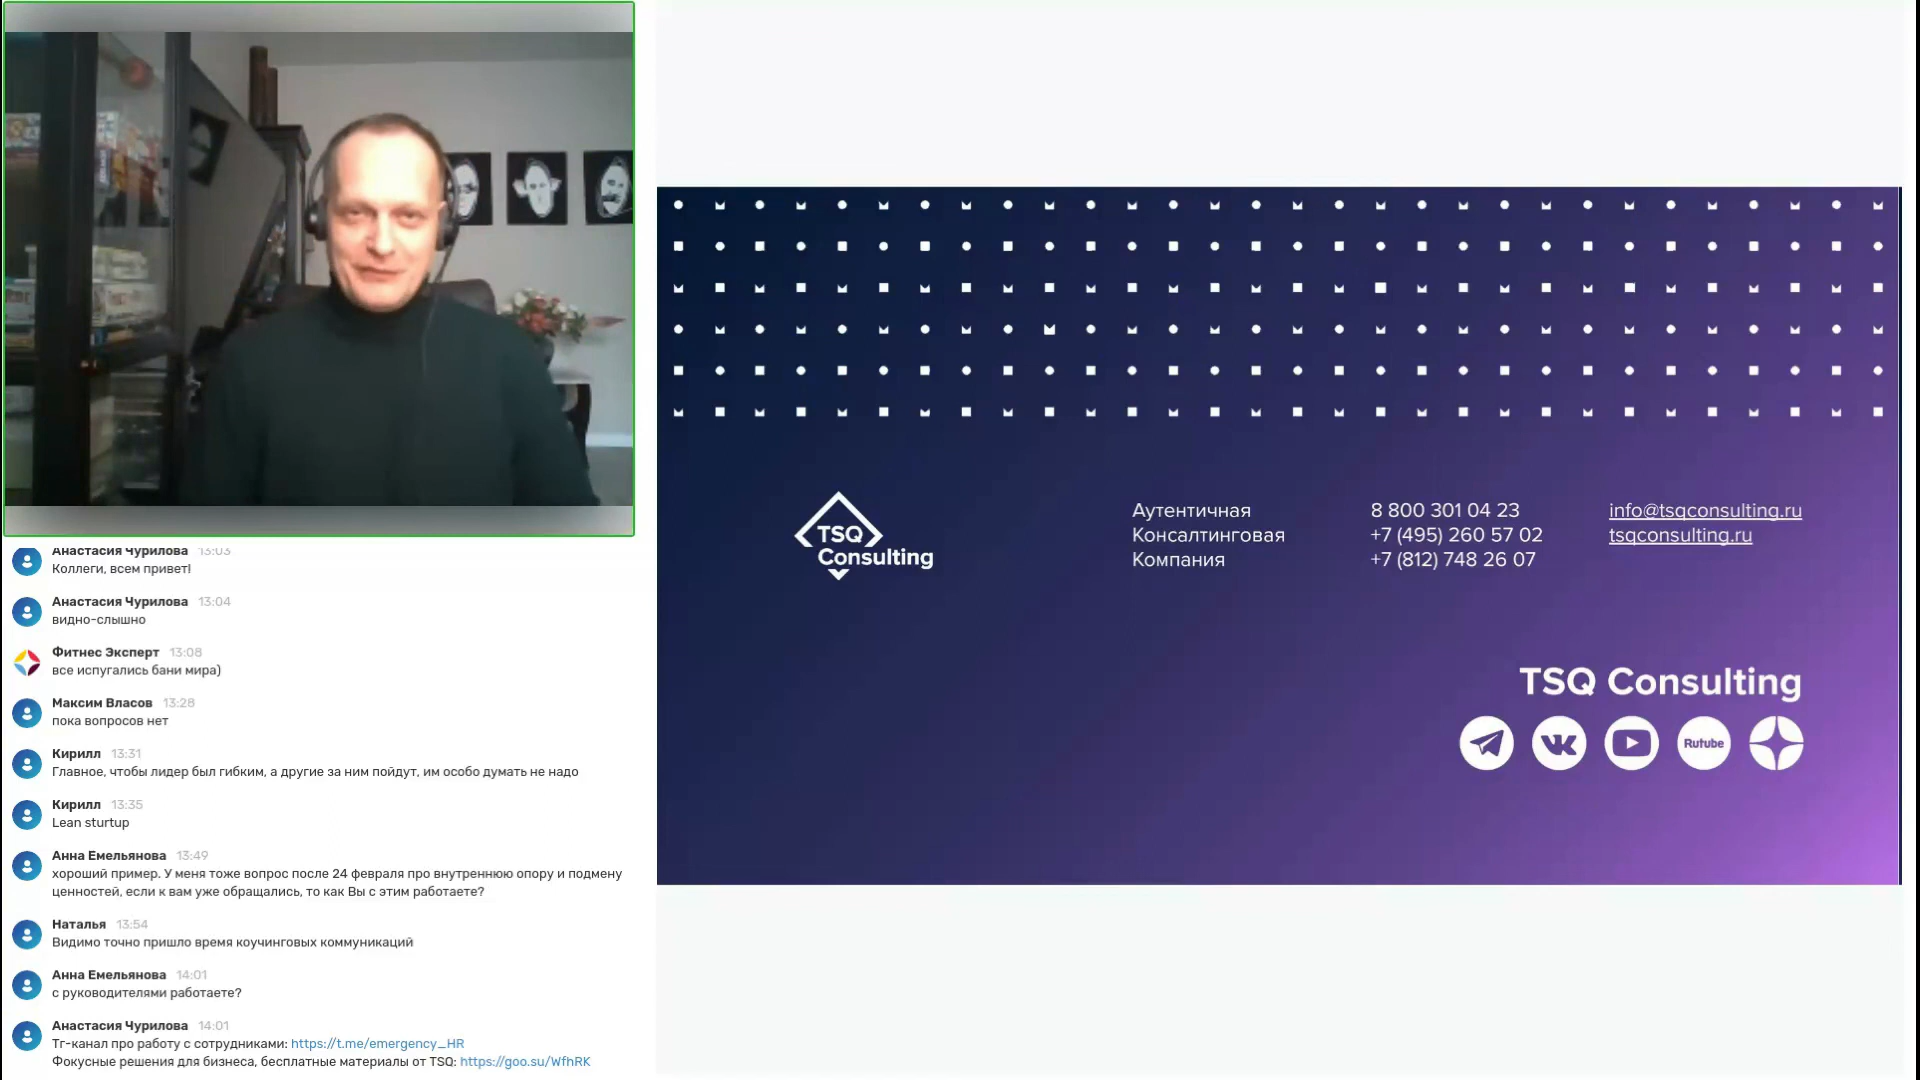 Анастасия Чурилова 13:03
Коллеги, всем привет!
Анастасия Чурилова 13:04
видно-слышно
Фитнес Эксперт 13:08
все испугались бани мира)
Максим Власов 13:28
пока вопросов нет
Кирилл 13:31
Главное, чтобы лидер был гибким, а другие за ним пойдут, им особо думать не надо
Кирилл 13:35
Lean sturtup
Анна Емельянова 13:49
хороший пример. У меня тоже вопрос после 24 февраля про внутреннюю опору и подмену
ценностей, если к вам уже обращались, то как Вы с этим работаете?
Наталья 13:54
Видимо точно пришло время коучинговых коммуникаций
Анна Емельянова 14:01
с руководителями работаете?
Анастасия Чурилова 14:01
Тг-канал про работу с сотрудниками: https://t.me/emergency_HR
Фокусные решения для бизнеса, бесплатные материалы от TSQ: https://goo.su/WfhRK
TSQ
Consulting
Аутентичная
Консалтинговая
Компания
8 800 301 04 23
+7 (495) 260 57 02
+7 (812) 748 26 07
info@tsqconsulting.ru
tsqconsulting.ru
TSQ Consulting
Rutube